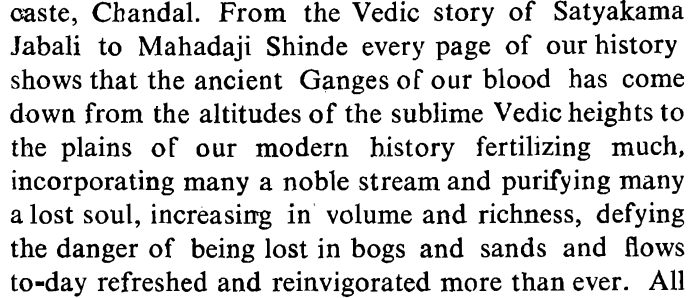 caste, Chandal. From the Vedic story of Satyakama
Jabali to Mahadaji Shinde every page of our history
shows that the ancient Ganges of our blood has come
down from the altitudes of the sublime Vedic heights to
the plains of our modern history fertilizing much,
incorporating many a noble stream and purifying many
a lost soul, increasing in volume and richness, defying
the danger of being lost in bogs and sands and flows
to-day refreshed and reinvigorated more than ever. All